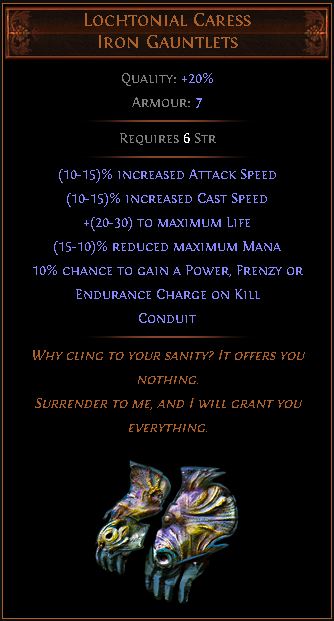 Lochtonial Caress
Iron Gauntlets
Quality: +20%
Armour: 7
Requires 6 Str
(10-15)% increased Attack Speed
(10-15)% increased Cast Speed
+(20-30) to maximum Life
(15-10)% reduced maximum Mana
10% chance to gain a Power, Frenzy or
Endurance Charge on Kill
Conduit
Why cling to your sanity? It offers you
nothing.
Surrender to me, and I will grant you
everything.